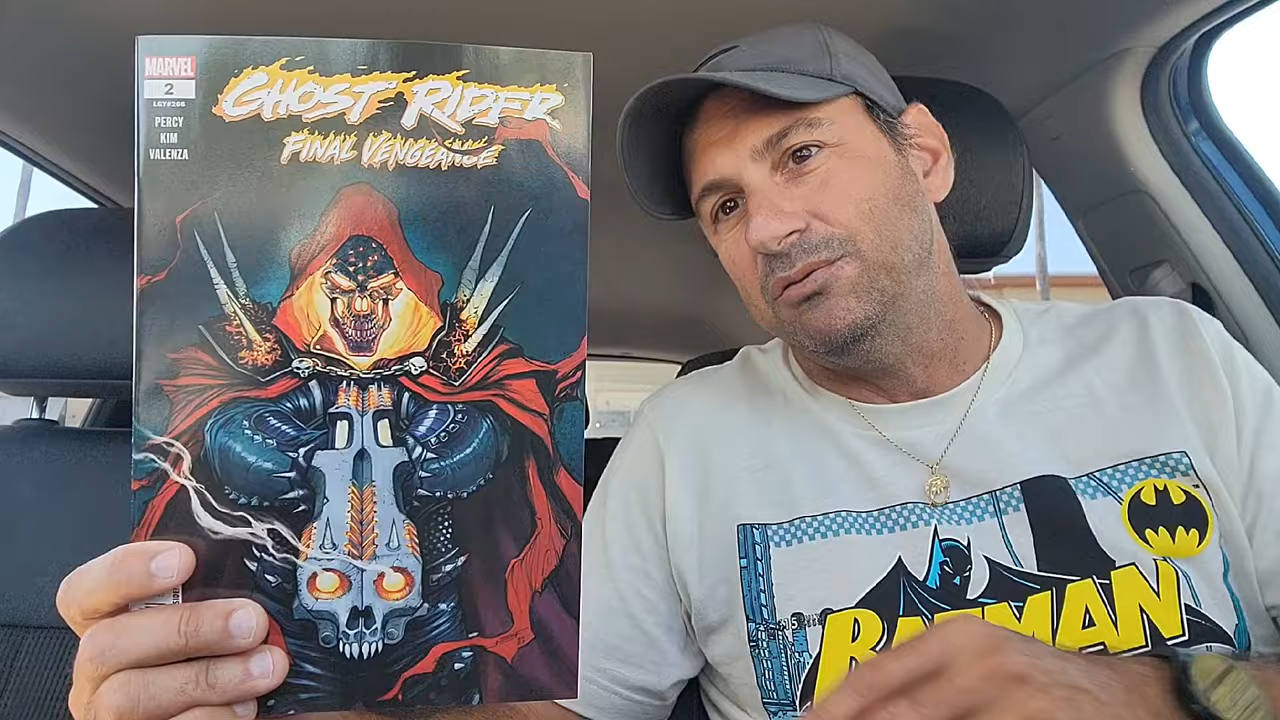 MARVEL
2
LGY#266
PERCY
KIM
VALENZA
GHOST RIDER
FINAL VENGEANCE
BATMAN